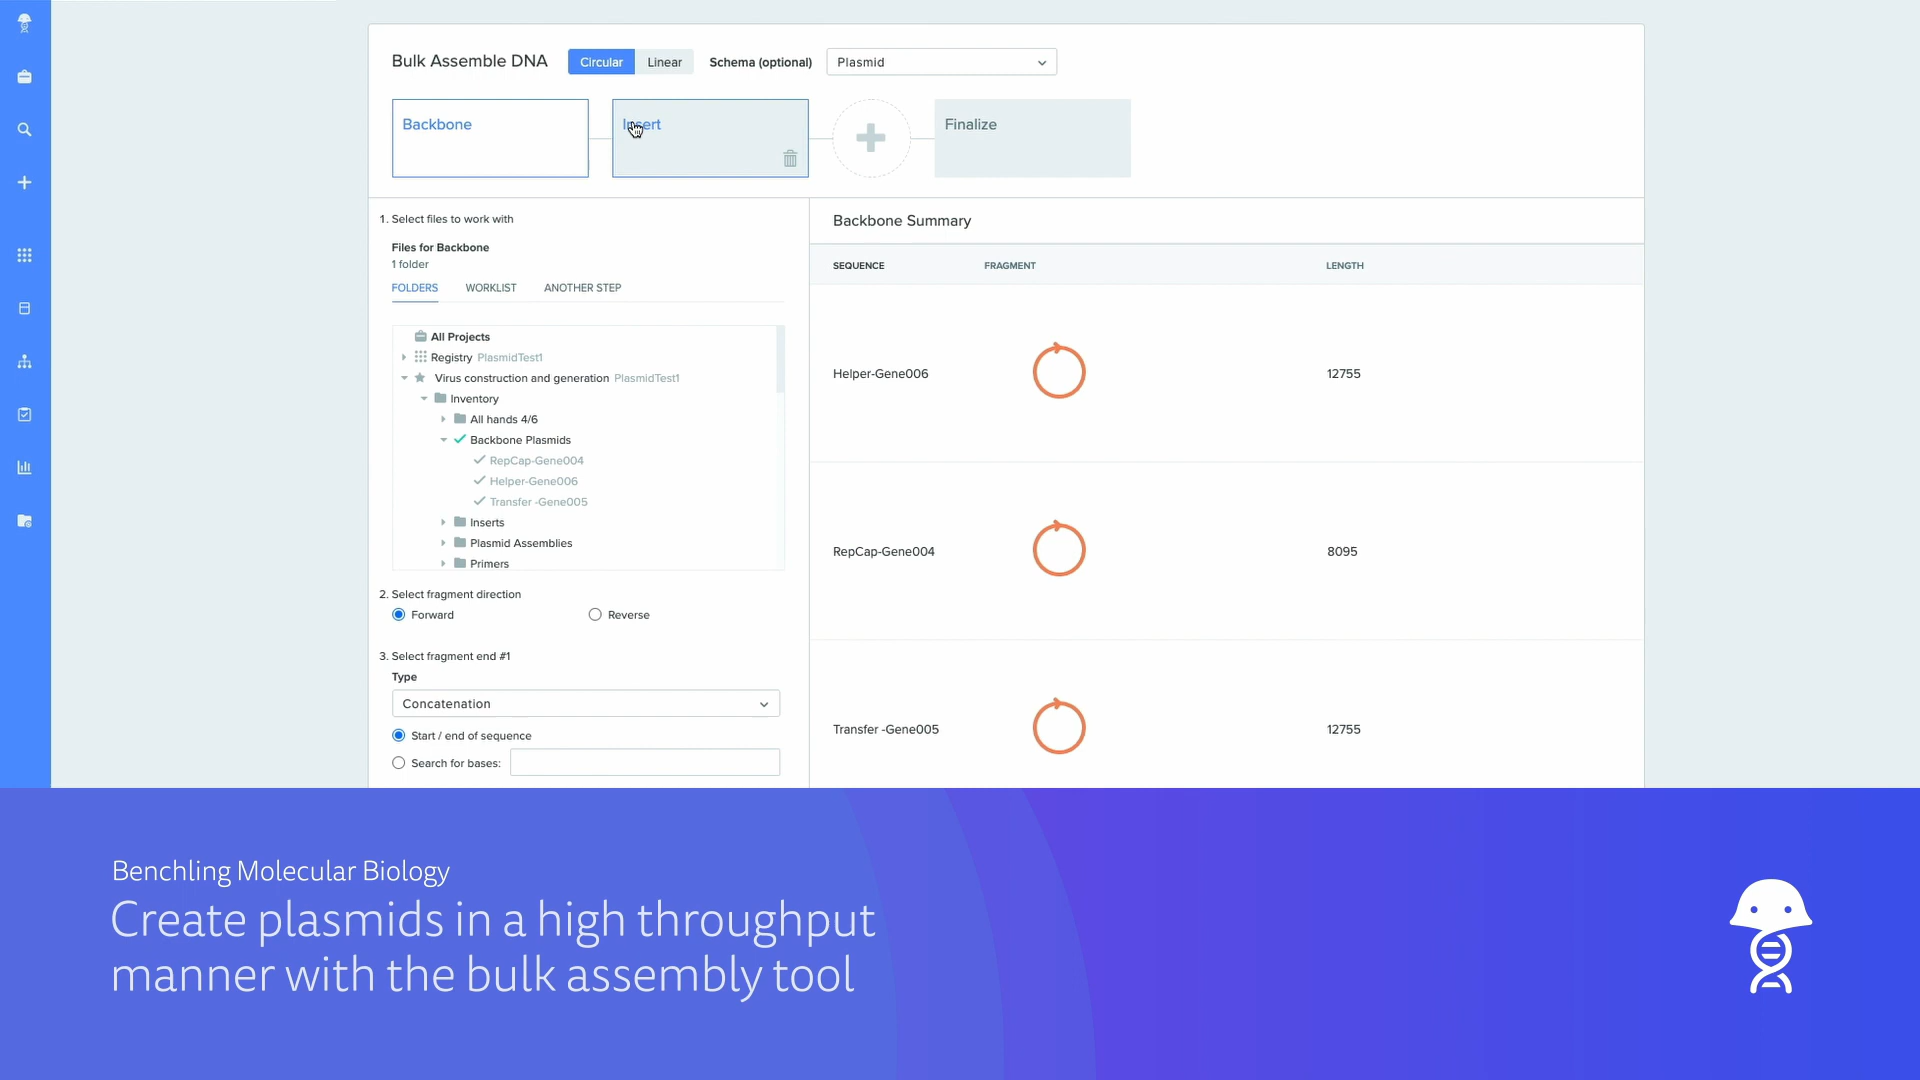 Bulk Assemble DNA
Circular
Linear
Schema (optional)
Plasmid
Backbone
Insert
Finalize
1. Select files to work with
Files for Backbone
1 folder
FOLDERS
WORKLIST
ANOTHER STEP
All Projects
Registry PlasmidTest1
Virus construction and generation PlasmidTest1
Inventory
All hands 4/6
Backbone Plasmids
RepCap-Gene004
Helper-Gene006
Transfer -Gene005
Inserts
Plasmid Assemblies
Primers
2. Select fragment direction
Forward
Reverse
3. Select fragment end #1
Type
Concatenation
Start / end of sequence
Search for bases:
Backbone Summary
SEQUENCE FRAGMENT LENGTH
Helper-Gene006 12755
RepCap-Gene004 8095
Transfer -Gene005 12755
Benchling Molecular Biology
Create plasmids in a high throughput
manner with the bulk assembly tool